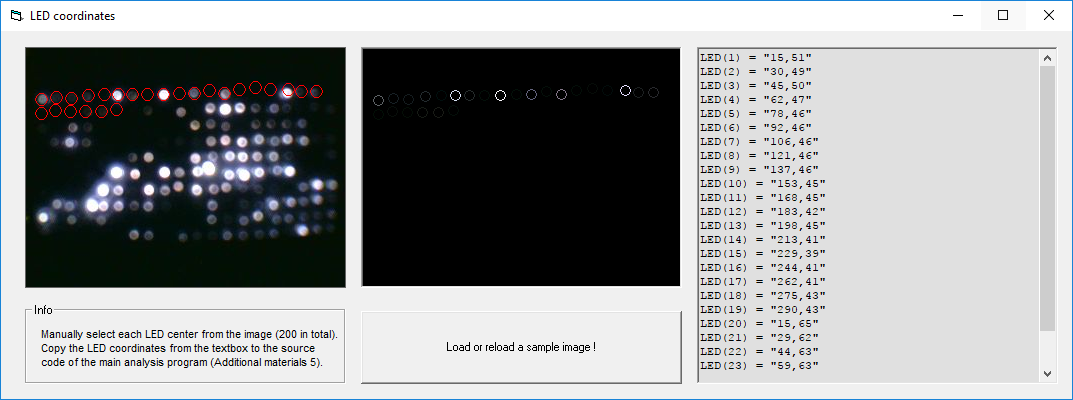 LED coordinates
LED(1) = "15,51"
LED(2) = "30,49"
LED(3) = "45,50"
LED(4) = "62,47"
LED(5) = "78,46"
LED(6) = "92,46"
LED(7) = "106,46"
LED(8) = "121,46"
LED(9) = "137,46"
LED(10) = "153,45"
LED(11) = "168,45"
LED(12) = "183,42"
LED(13) = "198,45"
LED(14) = "213,41"
LED(15) = "229,39"
LED(16) = "244,41"
LED(17) = "262,41"
LED(18) = "275,43"
LED(19) = "290,43"
LED(20) = "15,65"
LED(21) = "29,62"
LED(22) = "44,63"
LED(23) = "59,63"
Info
Manually select each LED center from the image (200 in total).
Copy the LED coordinates from the textbox to the source
code of the main analysis program (Additional materials 5).
Load or reload a sample image !